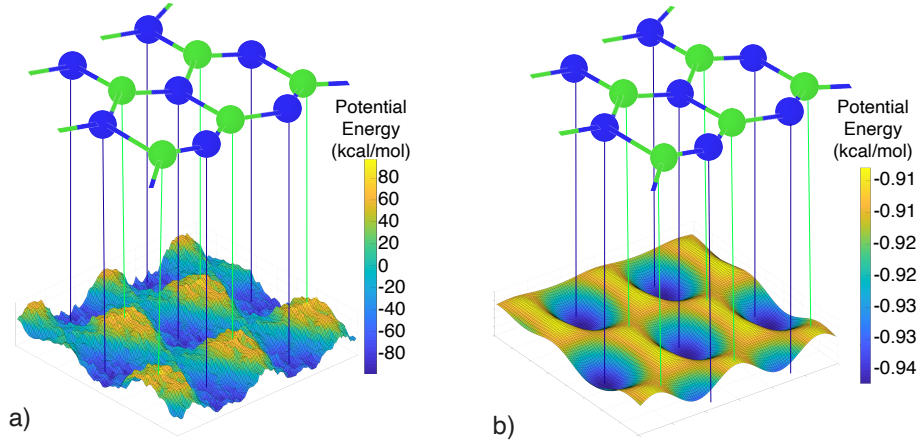 Potential
Energy
(kcal/mol)
80
60
40
20
0
-20
-40
-60
-80
a)
Potential
Energy
(kcal/mol)
-0.91
-0.91
-0.92
-0.92
-0.93
-0.93
-0.94
b)